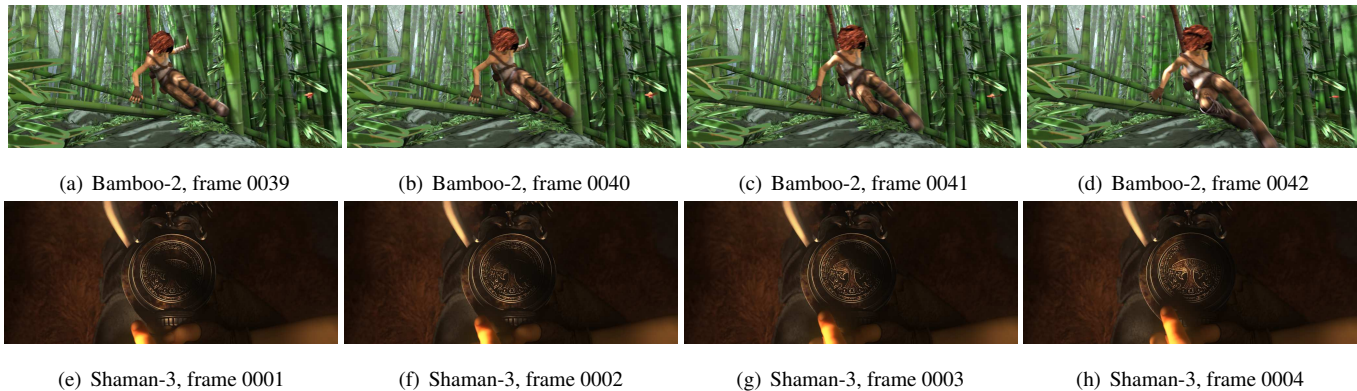 (a) Bamboo-2, frame 0039
(b) Bamboo-2, frame 0040
(c) Bamboo-2, frame 0041
(d) Bamboo-2, frame 0042
(e) Shaman-3, frame 0001
(f) Shaman-3, frame 0002
(g) Shaman-3, frame 0003
(h) Shaman-3, frame 0004